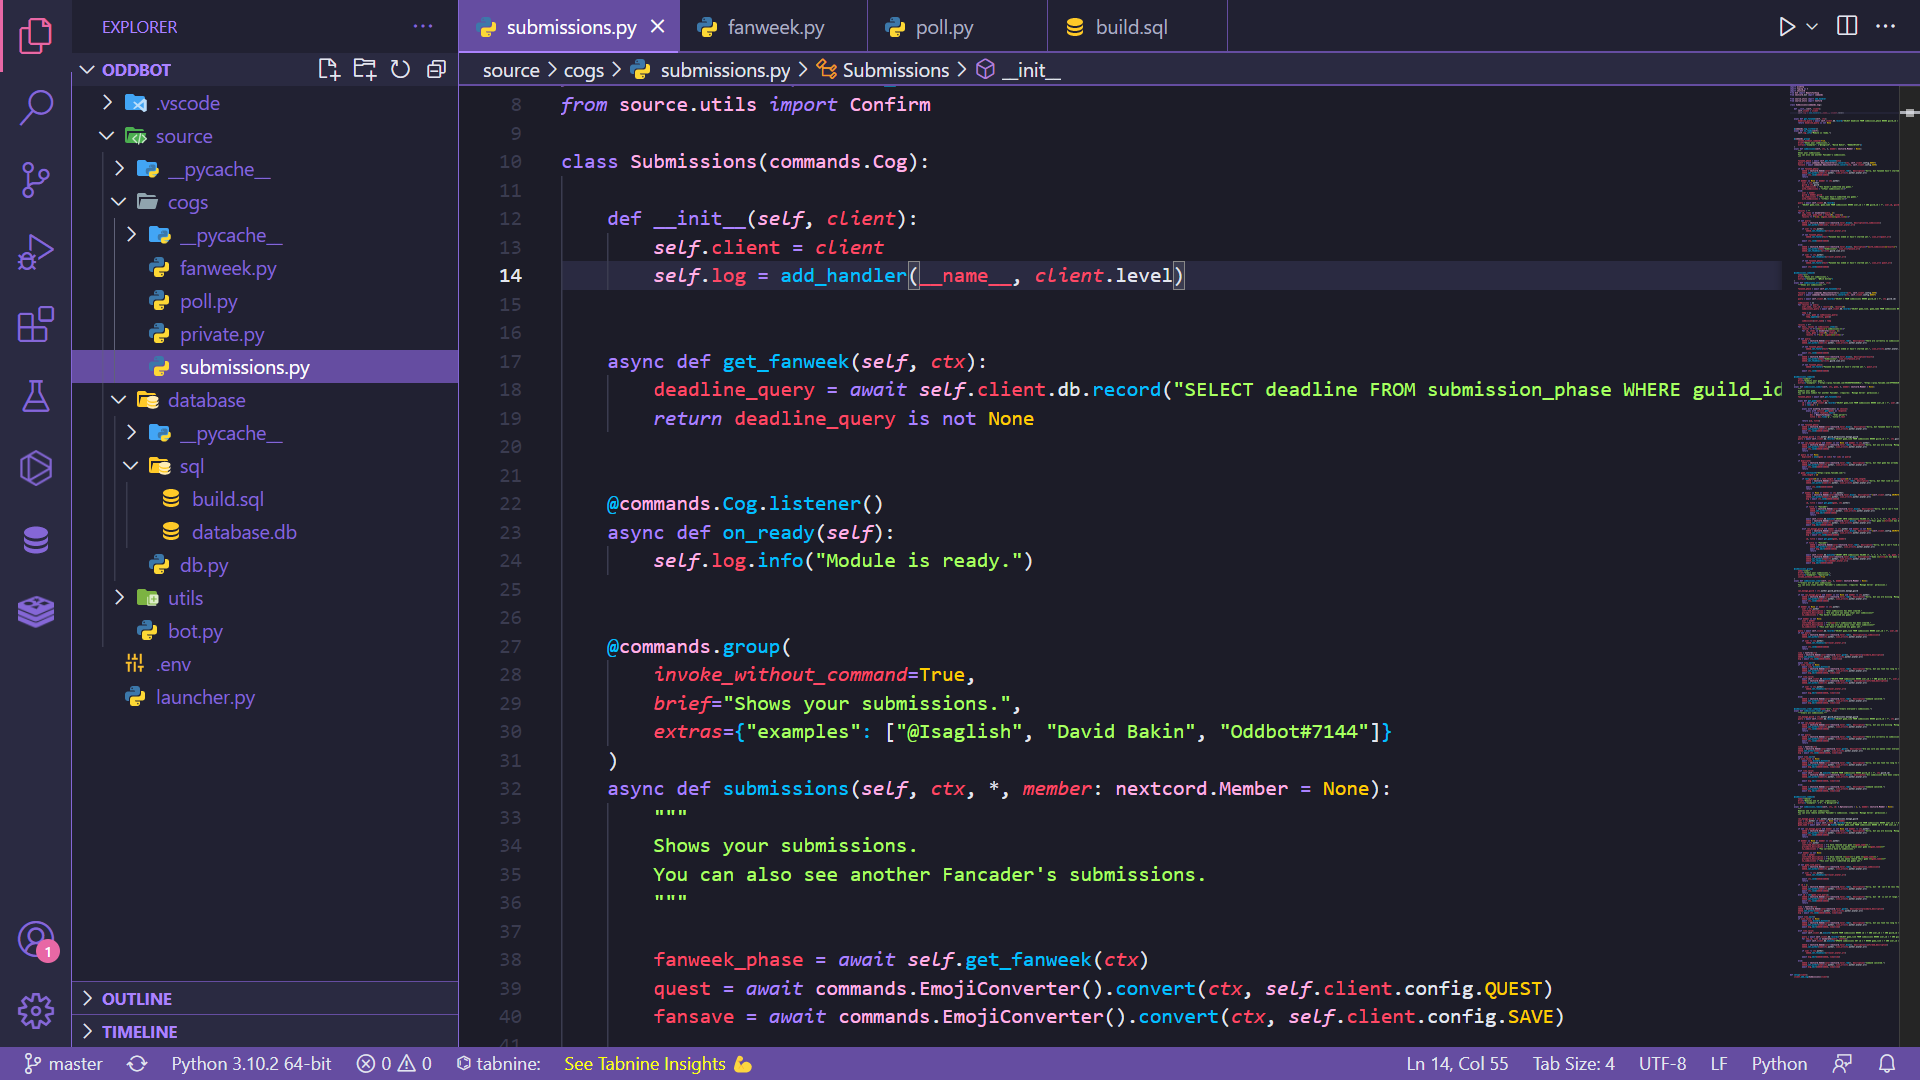 EXPLORER
ODDBOT
.vscode
source
__pycache__
cogs
__pycache__
fanweek.py
poll.py
private.py
submissions.py
database
__pycache__
sql
build.sql
database.db
db.py
utils
bot.py
.env
launcher.py
OUTLINE
TIMELINE
1
submissions.py
fanweek.py
poll.py
build.sql
source > cogs > submissions.py > Submissions > __init__
8 from source.utils import Confirm
9
10 class Submissions(commands.Cog):
11
12 def __init__(self, client):
13 self.client = client
14 self.log = add_handler(__name__, client.level)
15
16
17 async def get_fanweek(self, ctx):
18 deadline_query = await self.client.db.record("SELECT deadline FROM submission_phase WHERE guild_id
19 return deadline_query is not None
20
21
22 @commands.Cog.listener()
23 async def on_ready(self):
24 self.log.info("Module is ready.")
25
26
27 @commands.group(
28 invoke_without_command=True,
29 brief="Shows your submissions.",
30 extras={"examples": ["@Isaglish", "David Bakin", "Oddbot#7144"]}
31 )
32 async def submissions(self, ctx, *, member: nextcord.Member = None):
33 """
34 Shows your submissions.
35 You can also see another Fancader's submissions.
36 """
37
38 fanweek_phase = await self.get_fanweek(ctx)
39 quest = await commands.EmojiConverter().convert(ctx, self.client.config.QUEST)
40 fansave = await commands.EmojiConverter().convert(ctx, self.client.config.SAVE)
41
master Python 3.10.2 64-bit 0 0 tabnine: See Tabnine Insights 💪 Ln 14, Col 55 Tab Size: 4 UTF-8 LF Python